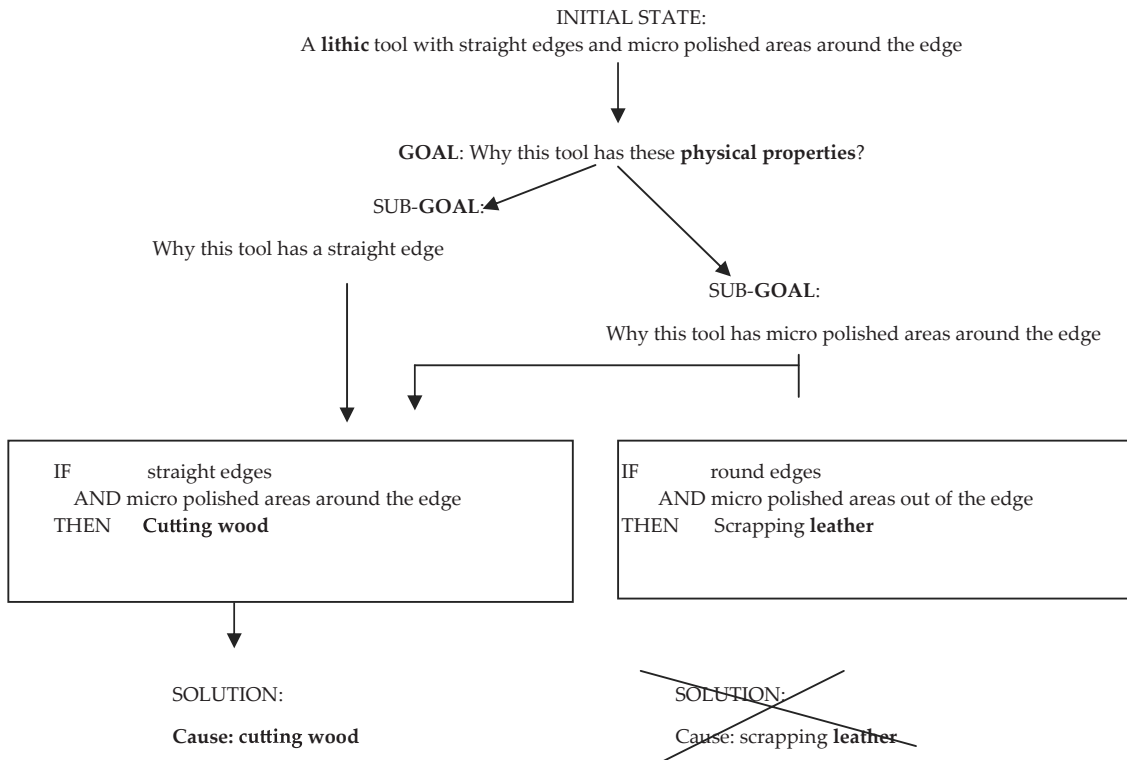 INITIAL STATE:
A lithic tool with straight edges and micro polished areas around the edge
GOAL: Why this tool has these physical properties?
SUB-GOAL:
Why this tool has a straight edge
SUB-GOAL:
Why this tool has micro polished areas around the edge
IF straight edges
AND micro polished areas around the edge
THEN Cutting wood
IF round edges
AND micro polished areas out of the edge
THEN Scrapping leather
SOLUTION:
Cause: cutting wood
SOLUTION:
Cause: scrapping leather